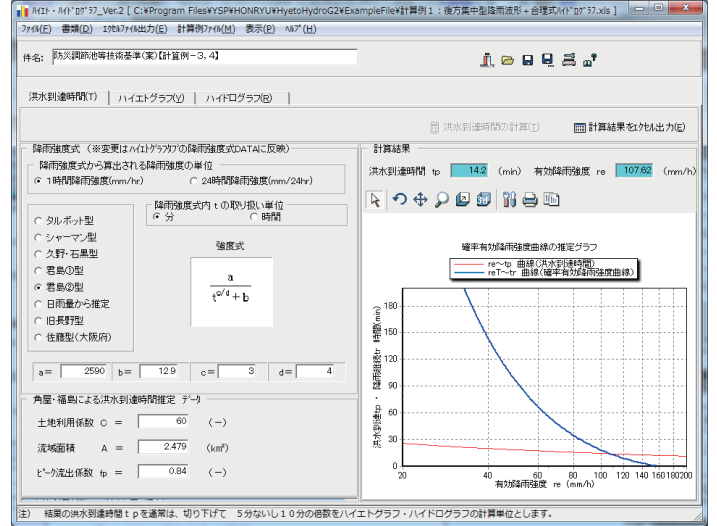 ﾊｲｴﾄ・ﾊｲﾄﾞﾛｸﾞﾗﾌ_Ver.2 [ C:¥Program Files¥YSP¥HONRYU¥HyetoHydroG2¥ExampleFile¥計算例１：後方集中型降雨波形＋合理式ﾊｲﾄﾞﾛｸﾞﾗﾌ.xls ]
ﾌｧｲﾙ(F) 書類(D) ｴｸｾﾙﾌｧｲﾙ出力(E) 計算例ﾌｧｲﾙ(M) 表示(P) ﾍﾙﾌﾟ(H)
件名: 防災調節池等技術基準(案)【計算例－3,4】
洪水到達時間(T) ハイエトグラフ(V) ハイドログラフ(R)
洪水到達時間の計算(T) 計算結果をｴｸｾﾙ出力(E)
降雨強度式 (※変更はﾊｲｴﾄｸﾞﾗﾌﾀﾌﾞの降雨強度式DATAに反映)
降雨強度式から算出される降雨強度の単位
1時間降雨強度(mm/hr) 24時間降雨強度(mm/24hr)
降雨強度式内 t の取り扱い単位
分 時間
タルボット型
シャーマン型
久野・石黒型
君島①型
君島②型
日雨量から推定
旧長野型
佐藤型(大阪府)
強度式
a
t^c/d + b
a= 2590 b= 12.9 c= 3 d= 4
角屋・福島による洪水到達時間推定 ﾃﾞｰﾀ
土地利用係数 C = 60 (－)
流域面積 A = 2.479 (km²)
ﾋﾟｰｸ流出係数 fp = 0.84 (－)
計算結果
洪水到達時間 tp 14.2 (min) 有効降雨強度 re 107.62 (mm/h)
確率有効降雨強度曲線の推定グラフ
re～tp 曲線(洪水到達時間)
reT～tr 曲線(確率有効降雨強度曲線)
洪水到達tp ・ 降雨継続tr 時間(min)
180
150
120
90
60
30
0
20 40 60 80 100 120 140 160 180 200
有効降雨強度 re (mm/h)
注) 結果の洪水到達時間ｔｐを通常は、切り下げて ５分ないし１０分の倍数をハイエトグラフ・ハイドログラフの計算単位とします。